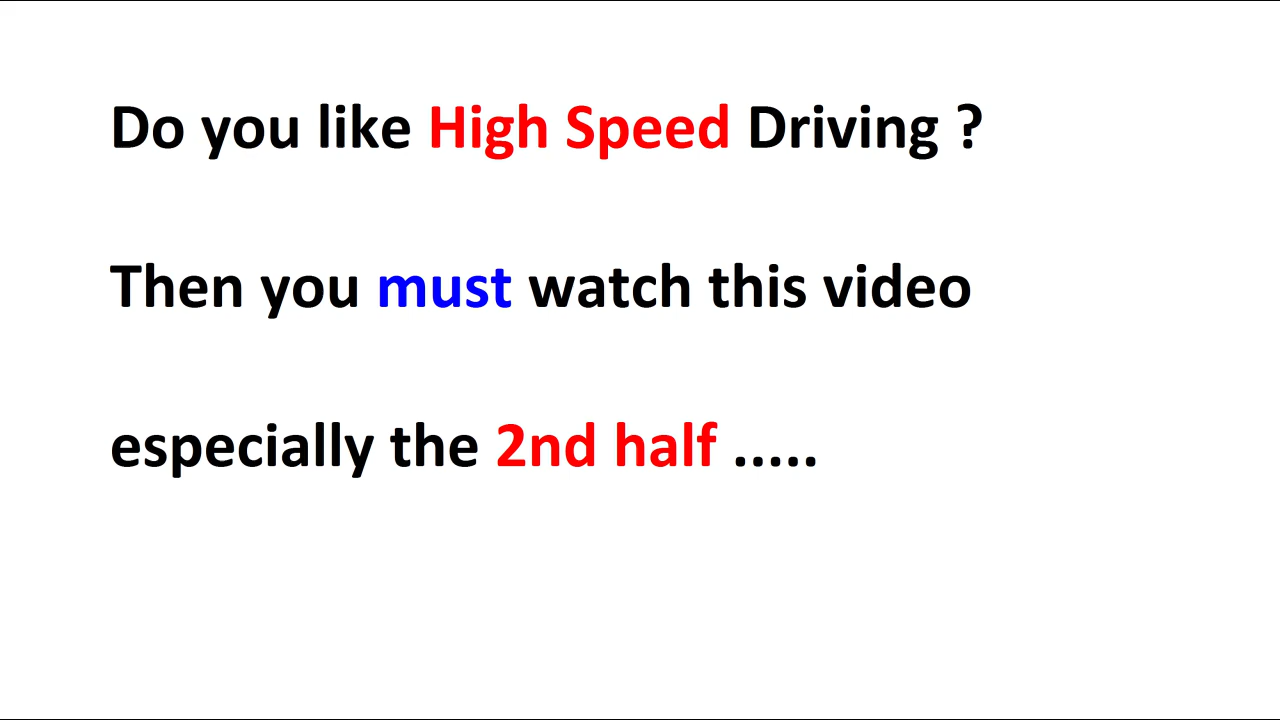 Do you like High Speed Driving ?
Then you must watch this video
especially the 2nd half .....